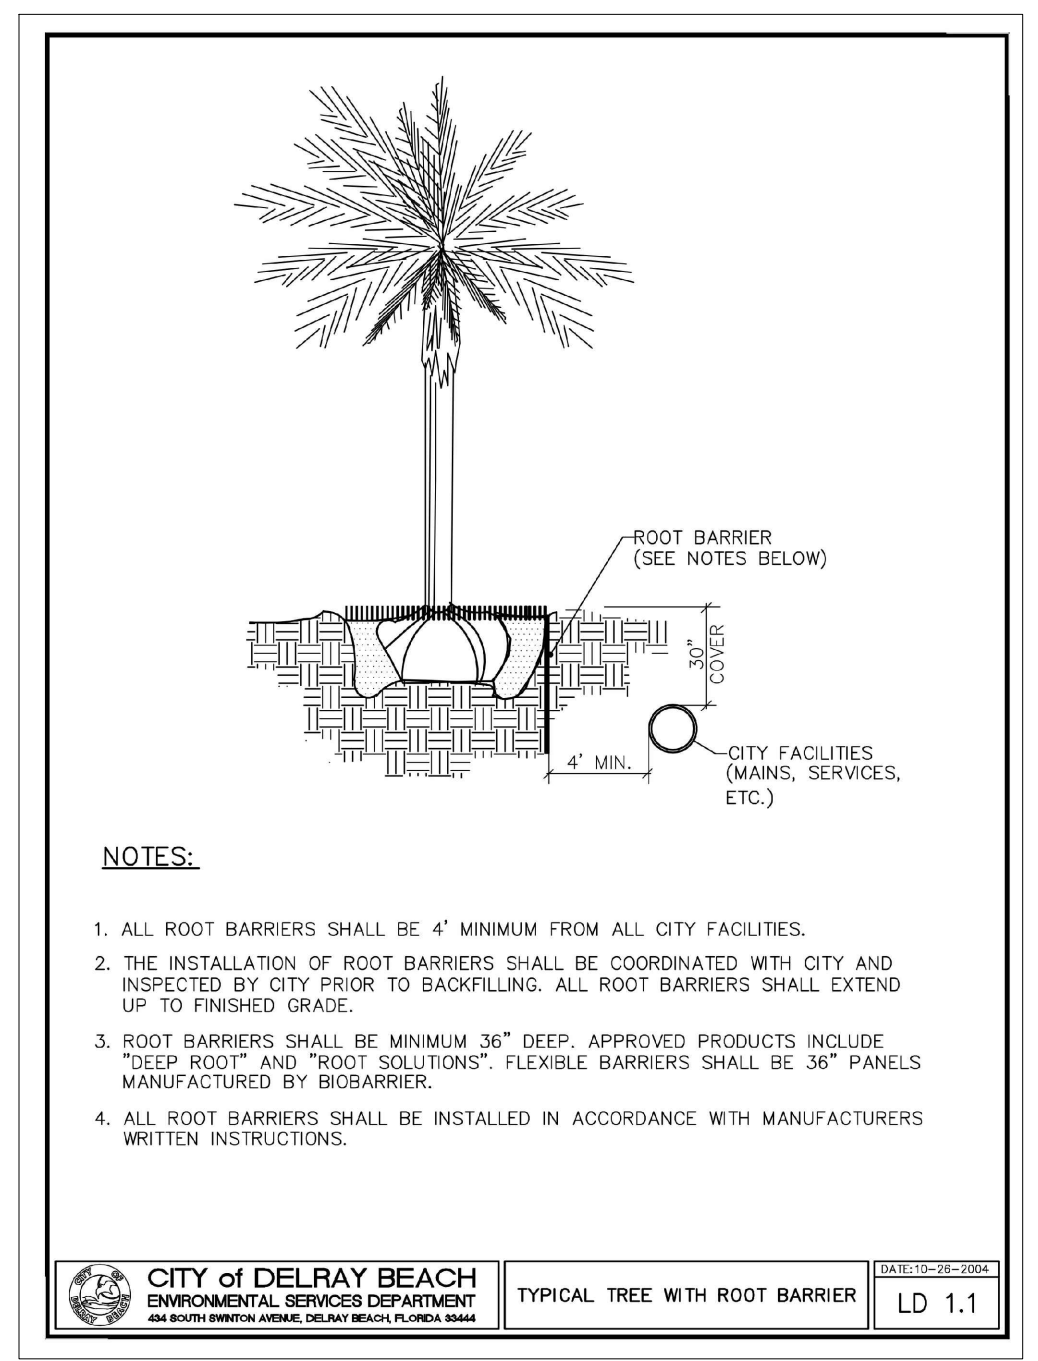 ROOT BARRIER
(SEE NOTES BELOW)
30"
COVER
4' MIN.
CITY FACILITIES
(MAINS, SERVICES,
ETC.)
NOTES:
1. ALL ROOT BARRIERS SHALL BE 4' MINIMUM FROM ALL CITY FACILITIES.
2. THE INSTALLATION OF ROOT BARRIERS SHALL BE COORDINATED WITH CITY AND
INSPECTED BY CITY PRIOR TO BACKFILLING. ALL ROOT BARRIERS SHALL EXTEND
UP TO FINISHED GRADE.
3. ROOT BARRIERS SHALL BE MINIMUM 36" DEEP. APPROVED PRODUCTS INCLUDE
"DEEP ROOT" AND "ROOT SOLUTIONS". FLEXIBLE BARRIERS SHALL BE 36" PANELS
MANUFACTURED BY BIOBARRIER.
4. ALL ROOT BARRIERS SHALL BE INSTALLED IN ACCORDANCE WITH MANUFACTURERS
WRITTEN INSTRUCTIONS.
CITY OF
DELRAY BEACH
CITY of DELRAY BEACH
ENVIRONMENTAL SERVICES DEPARTMENT
434 SOUTH SWINTON AVENUE, DELRAY BEACH, FLORIDA 33444
TYPICAL TREE WITH ROOT BARRIER
DATE:10-26-2004
LD 1.1